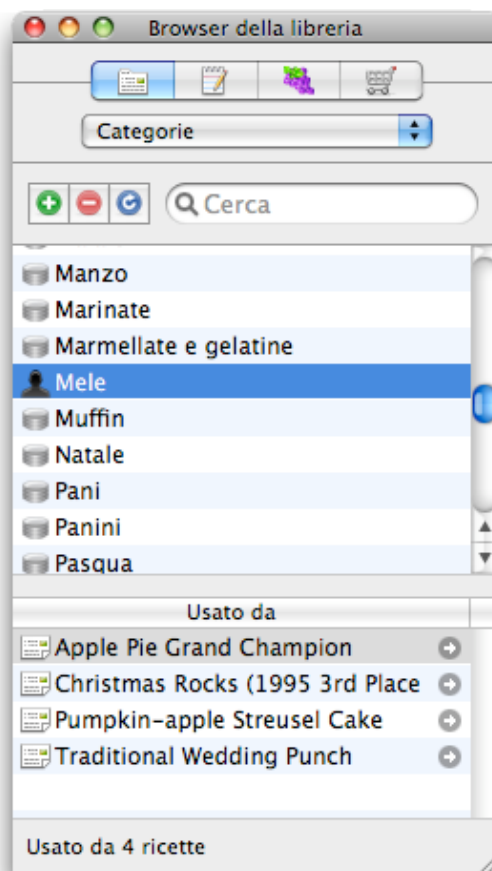 Browser della libreria
Categorie
Cerca
Manzo
Marinate
Marmellate e gelatine
Mele
Muffin
Natale
Pani
Panini
Pasqua
Usato da
Apple Pie Grand Champion
Christmas Rocks (1995 3rd Place
Pumpkin-apple Streusel Cake
Traditional Wedding Punch
Usato da 4 ricette